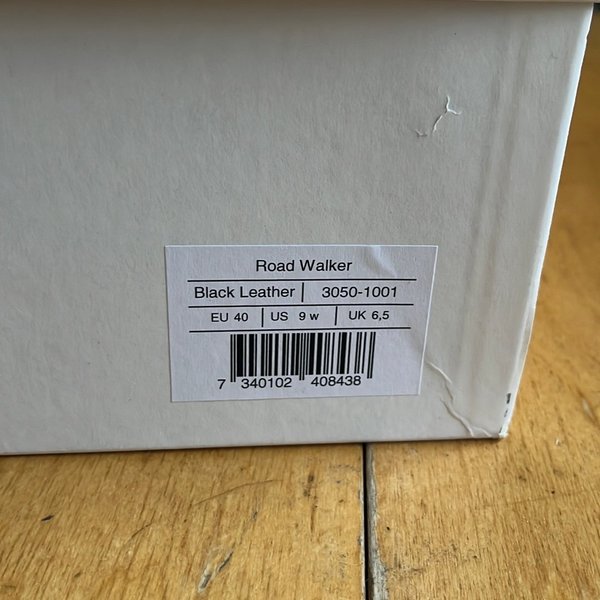 Road Walker
Black Leather | 3050-1001
EU 40 | US 9 w | UK 6,5
7 340102 408438